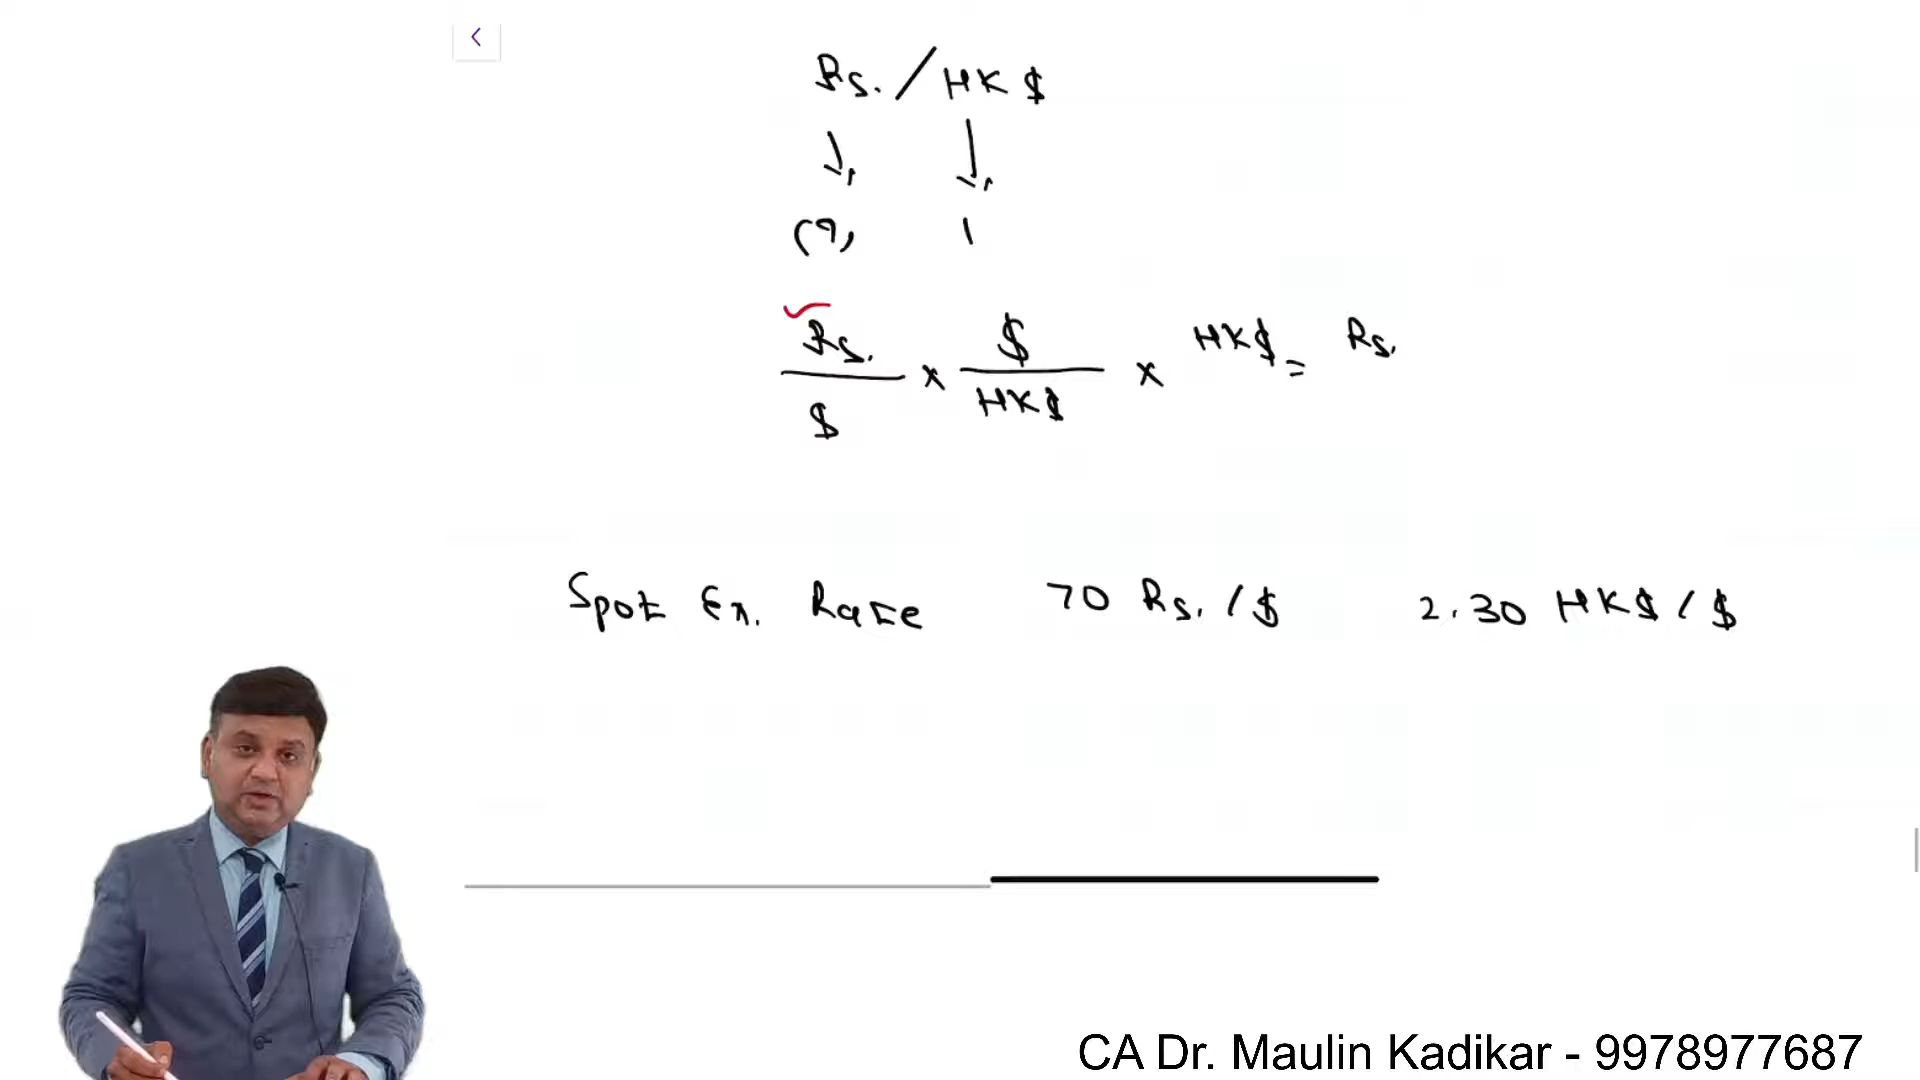 Rs. / HK $
(?) 1
Rs. / $ x $ / HK$ x HK$ = Rs.
Spot Ex. Rate 70 Rs. / $ 2.30 HK$ / $
CA Dr. Maulin Kadikar - 9978977687